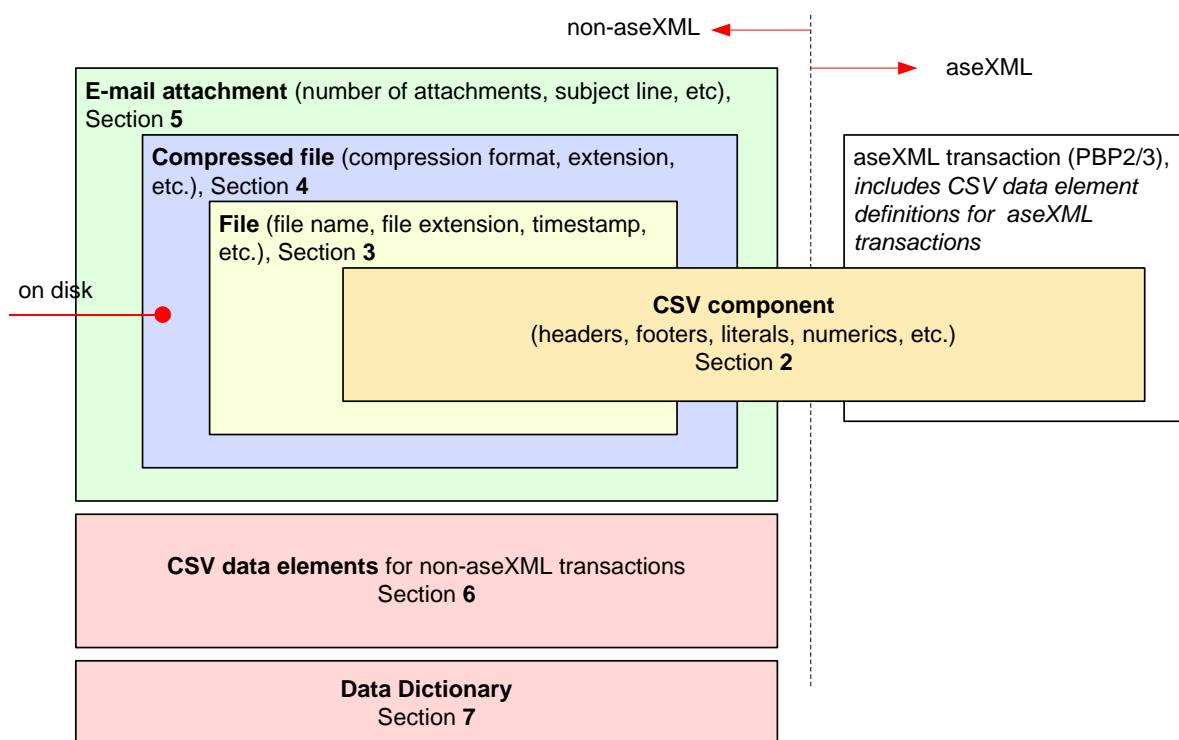 non-aseXML
aseXML
E-mail attachment (number of attachments, subject line, etc),
Section 5
Compressed file (compression format, extension,
etc.), Section 4
File (file name, file extension, timestamp,
etc.), Section 3
on disk
CSV component
(headers, footers, literals, numerics, etc.)
Section 2
aseXML transaction (PBP2/3),
includes CSV data element
definitions for aseXML
transactions
CSV data elements for non-aseXML transactions
Section 6
Data Dictionary
Section 7